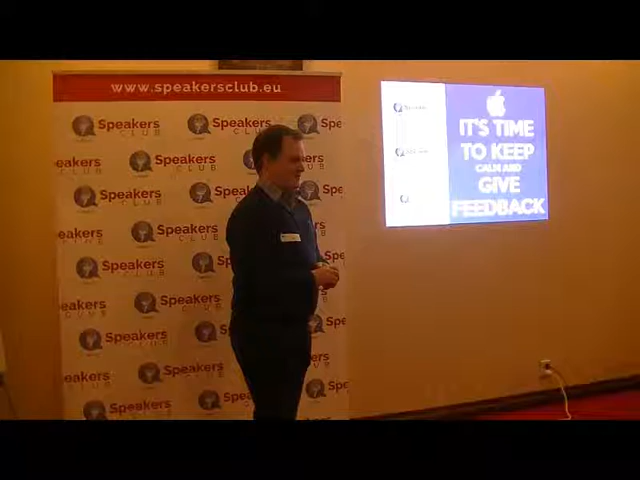 www.speakersclub.eu
Speakers
CLUB
IT'S TIME
TO KEEP
CALM AND
GIVE
FEEDBACK